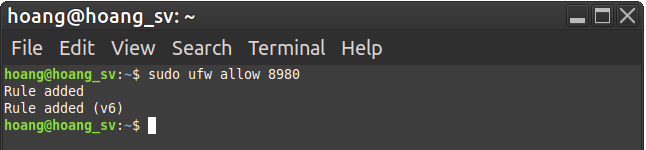 hoang@hoang_sv: ~
File Edit View Search Terminal Help
hoang@hoang_sv:~$ sudo ufw allow 8980
Rule added
Rule added (v6)
hoang@hoang_sv:~$